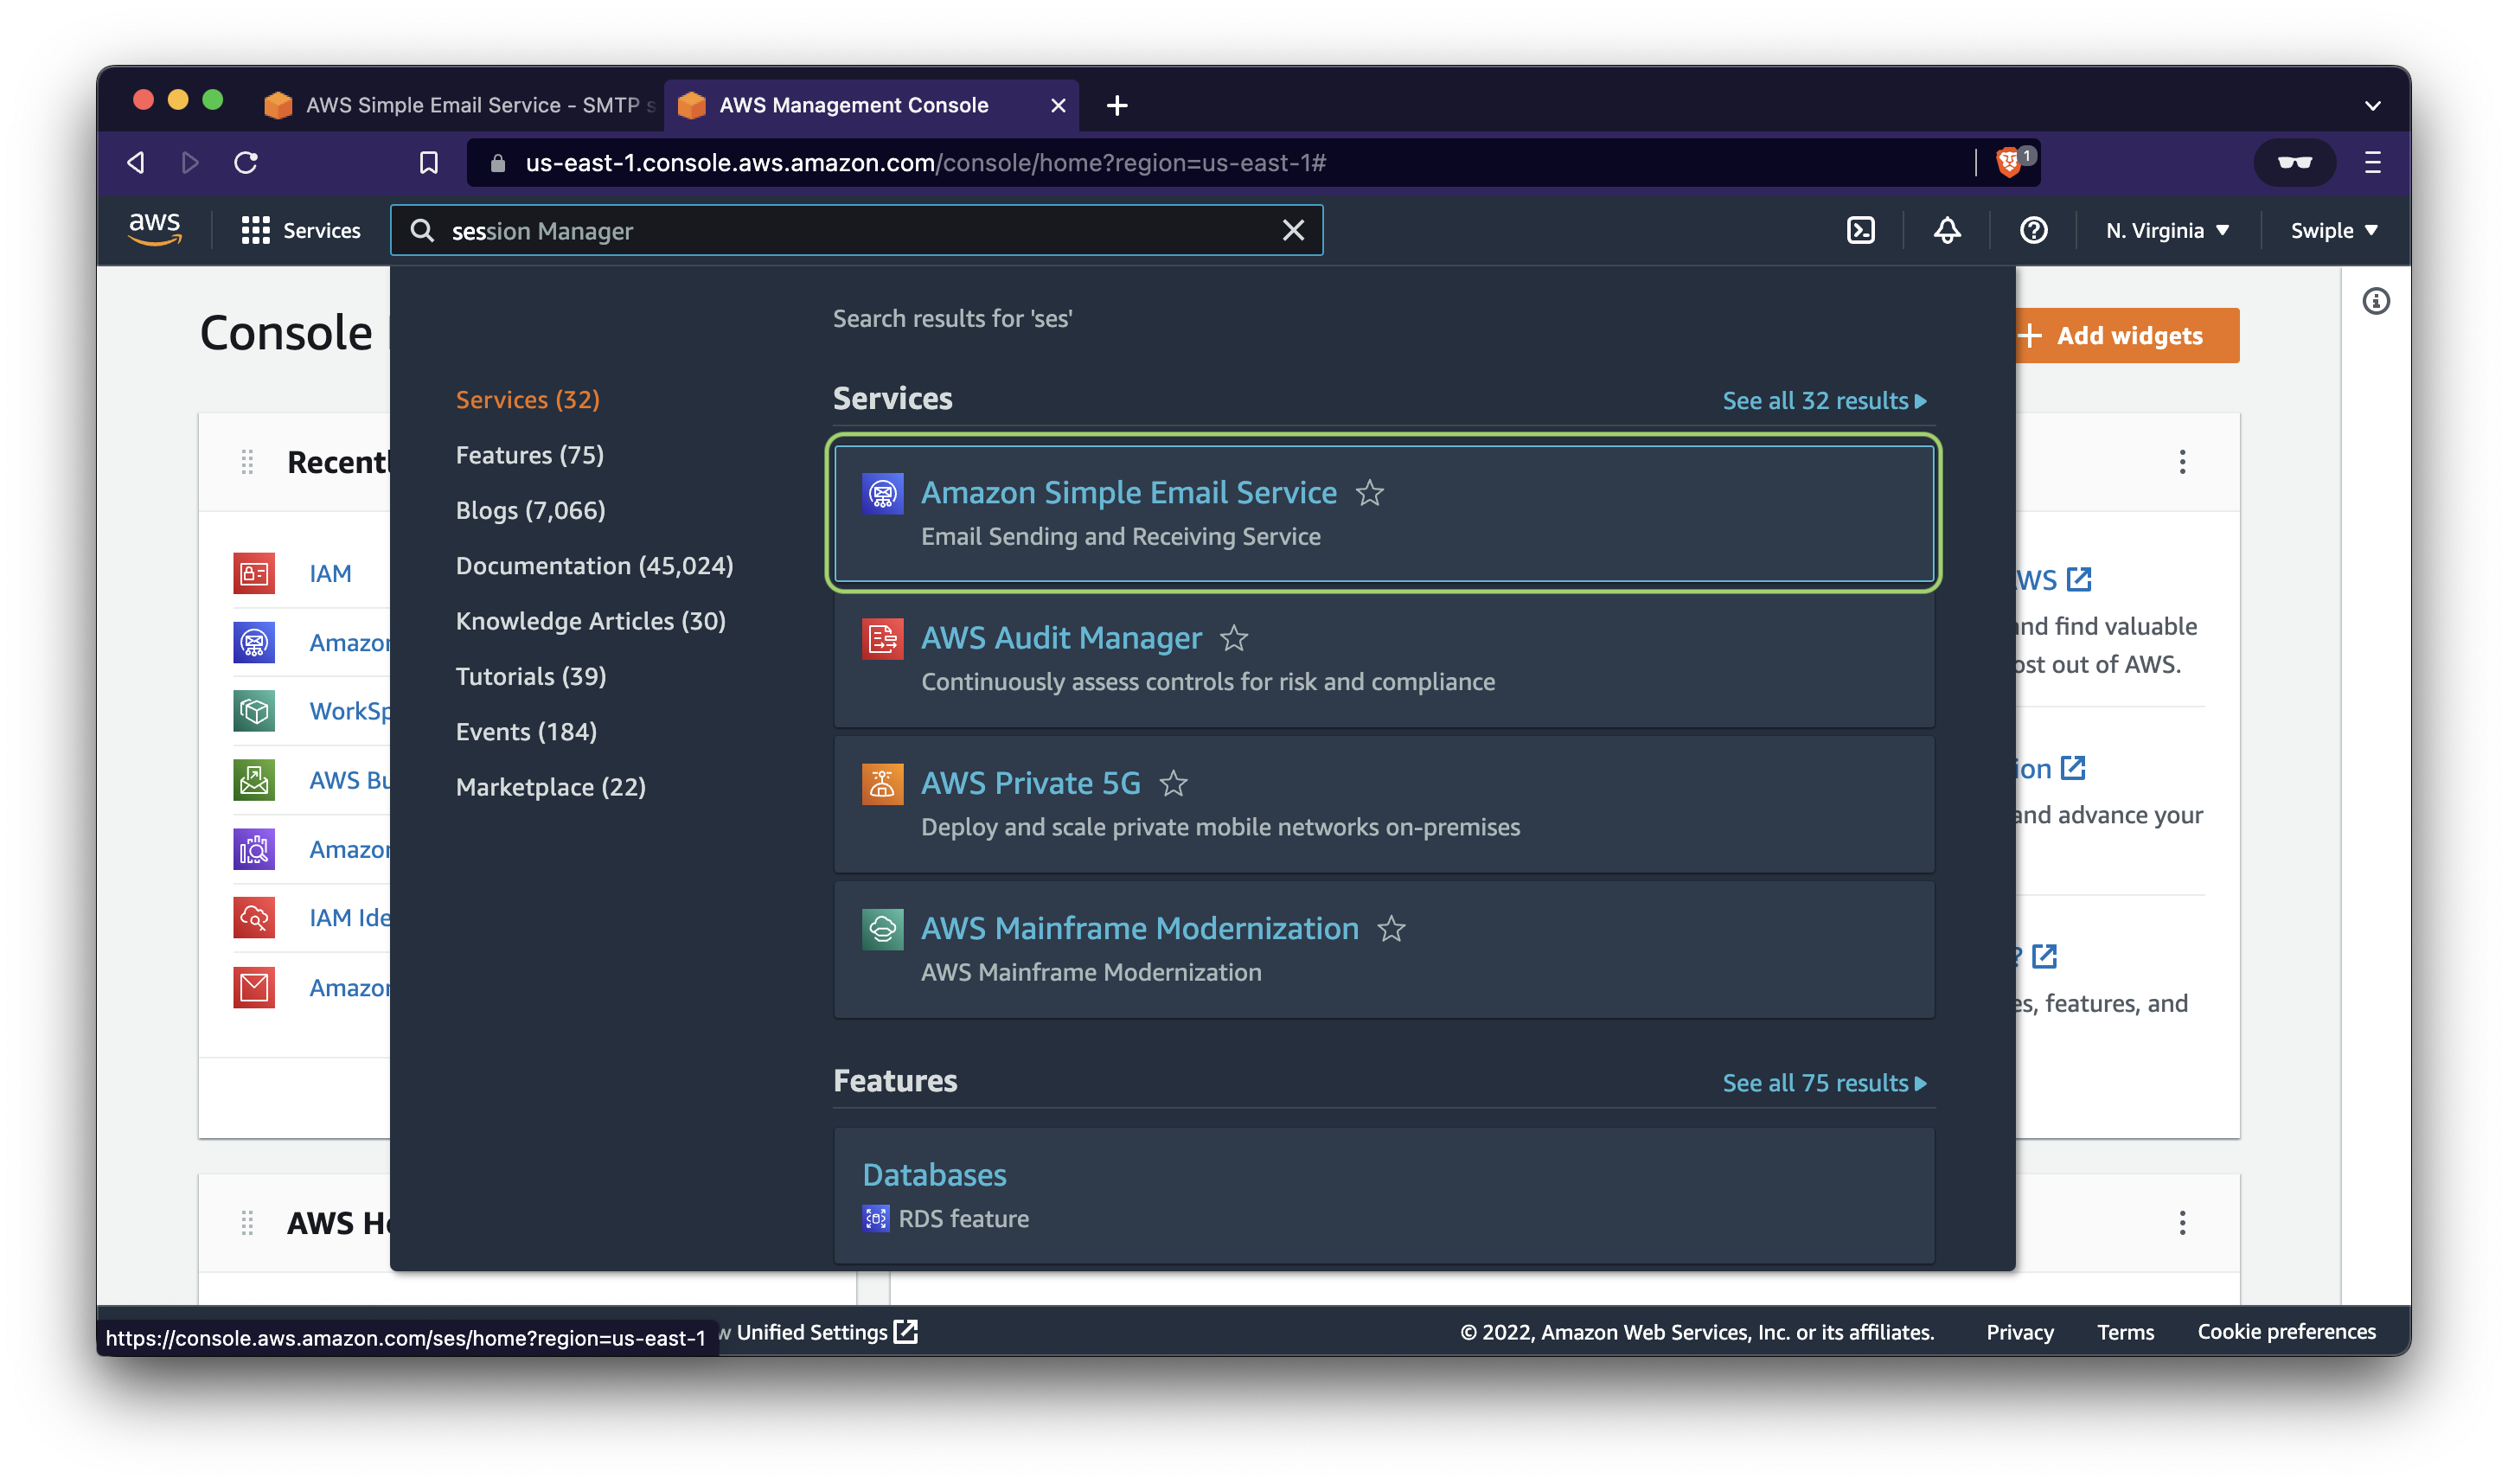 AWS Simple Email Service - SMTP s
AWS Management Console
us-east-1.console.aws.amazon.com/console/home?region=us-east-1#
1
aws
Services
session Manager
N. Virginia
Swiple
Console
Search results for 'ses'
Add widgets
Services (32)
Features (75)
Blogs (7,066)
Documentation (45,024)
Knowledge Articles (30)
Tutorials (39)
Events (184)
Marketplace (22)
Services
See all 32 results
Amazon Simple Email Service
Email Sending and Receiving Service
AWS Audit Manager
Continuously assess controls for risk and compliance
AWS Private 5G
Deploy and scale private mobile networks on-premises
AWS Mainframe Modernization
AWS Mainframe Modernization
Features
See all 75 results
Databases
RDS feature
Recentl
IAM
Amazon
WorkSp
AWS Bu
Amazon
IAM Ide
Amazon
AWS He
WS
nd find valuable
ost out of AWS.
ion
and advance your
?
es, features, and
https://console.aws.amazon.com/ses/home?region=us-east-1
w Unified Settings
© 2022, Amazon Web Services, Inc. or its affiliates.
Privacy
Terms
Cookie preferences